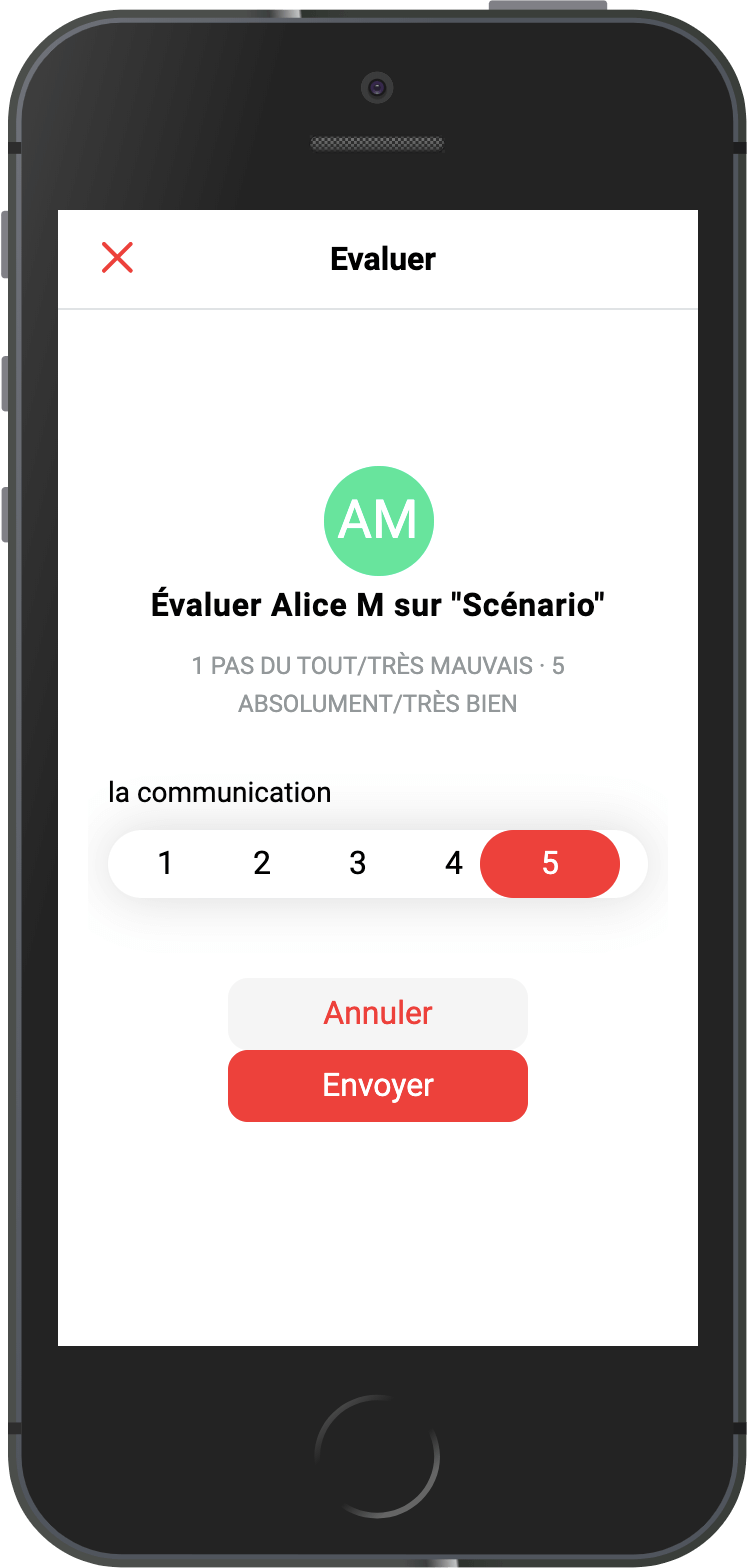 Evaluer
AM
Évaluer Alice M sur "Scénario"
1 PAS DU TOUT/TRÈS MAUVAIS · 5
ABSOLUMENT/TRÈS BIEN
la communication
1 2 3 4 5
Annuler
Envoyer